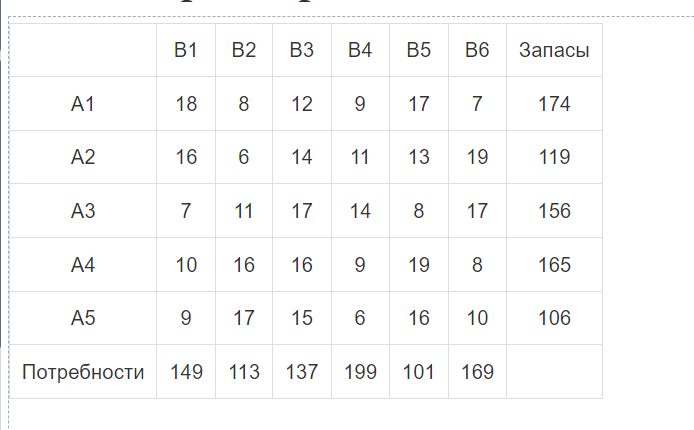 B1 B2 B3 B4 B5 B6 Запасы
A1 18 8 12 9 17 7 174
A2 16 6 14 11 13 19 119
A3 7 11 17 14 8 17 156
A4 10 16 16 9 19 8 165
A5 9 17 15 6 16 10 106
Потребности 149 113 137 199 101 169